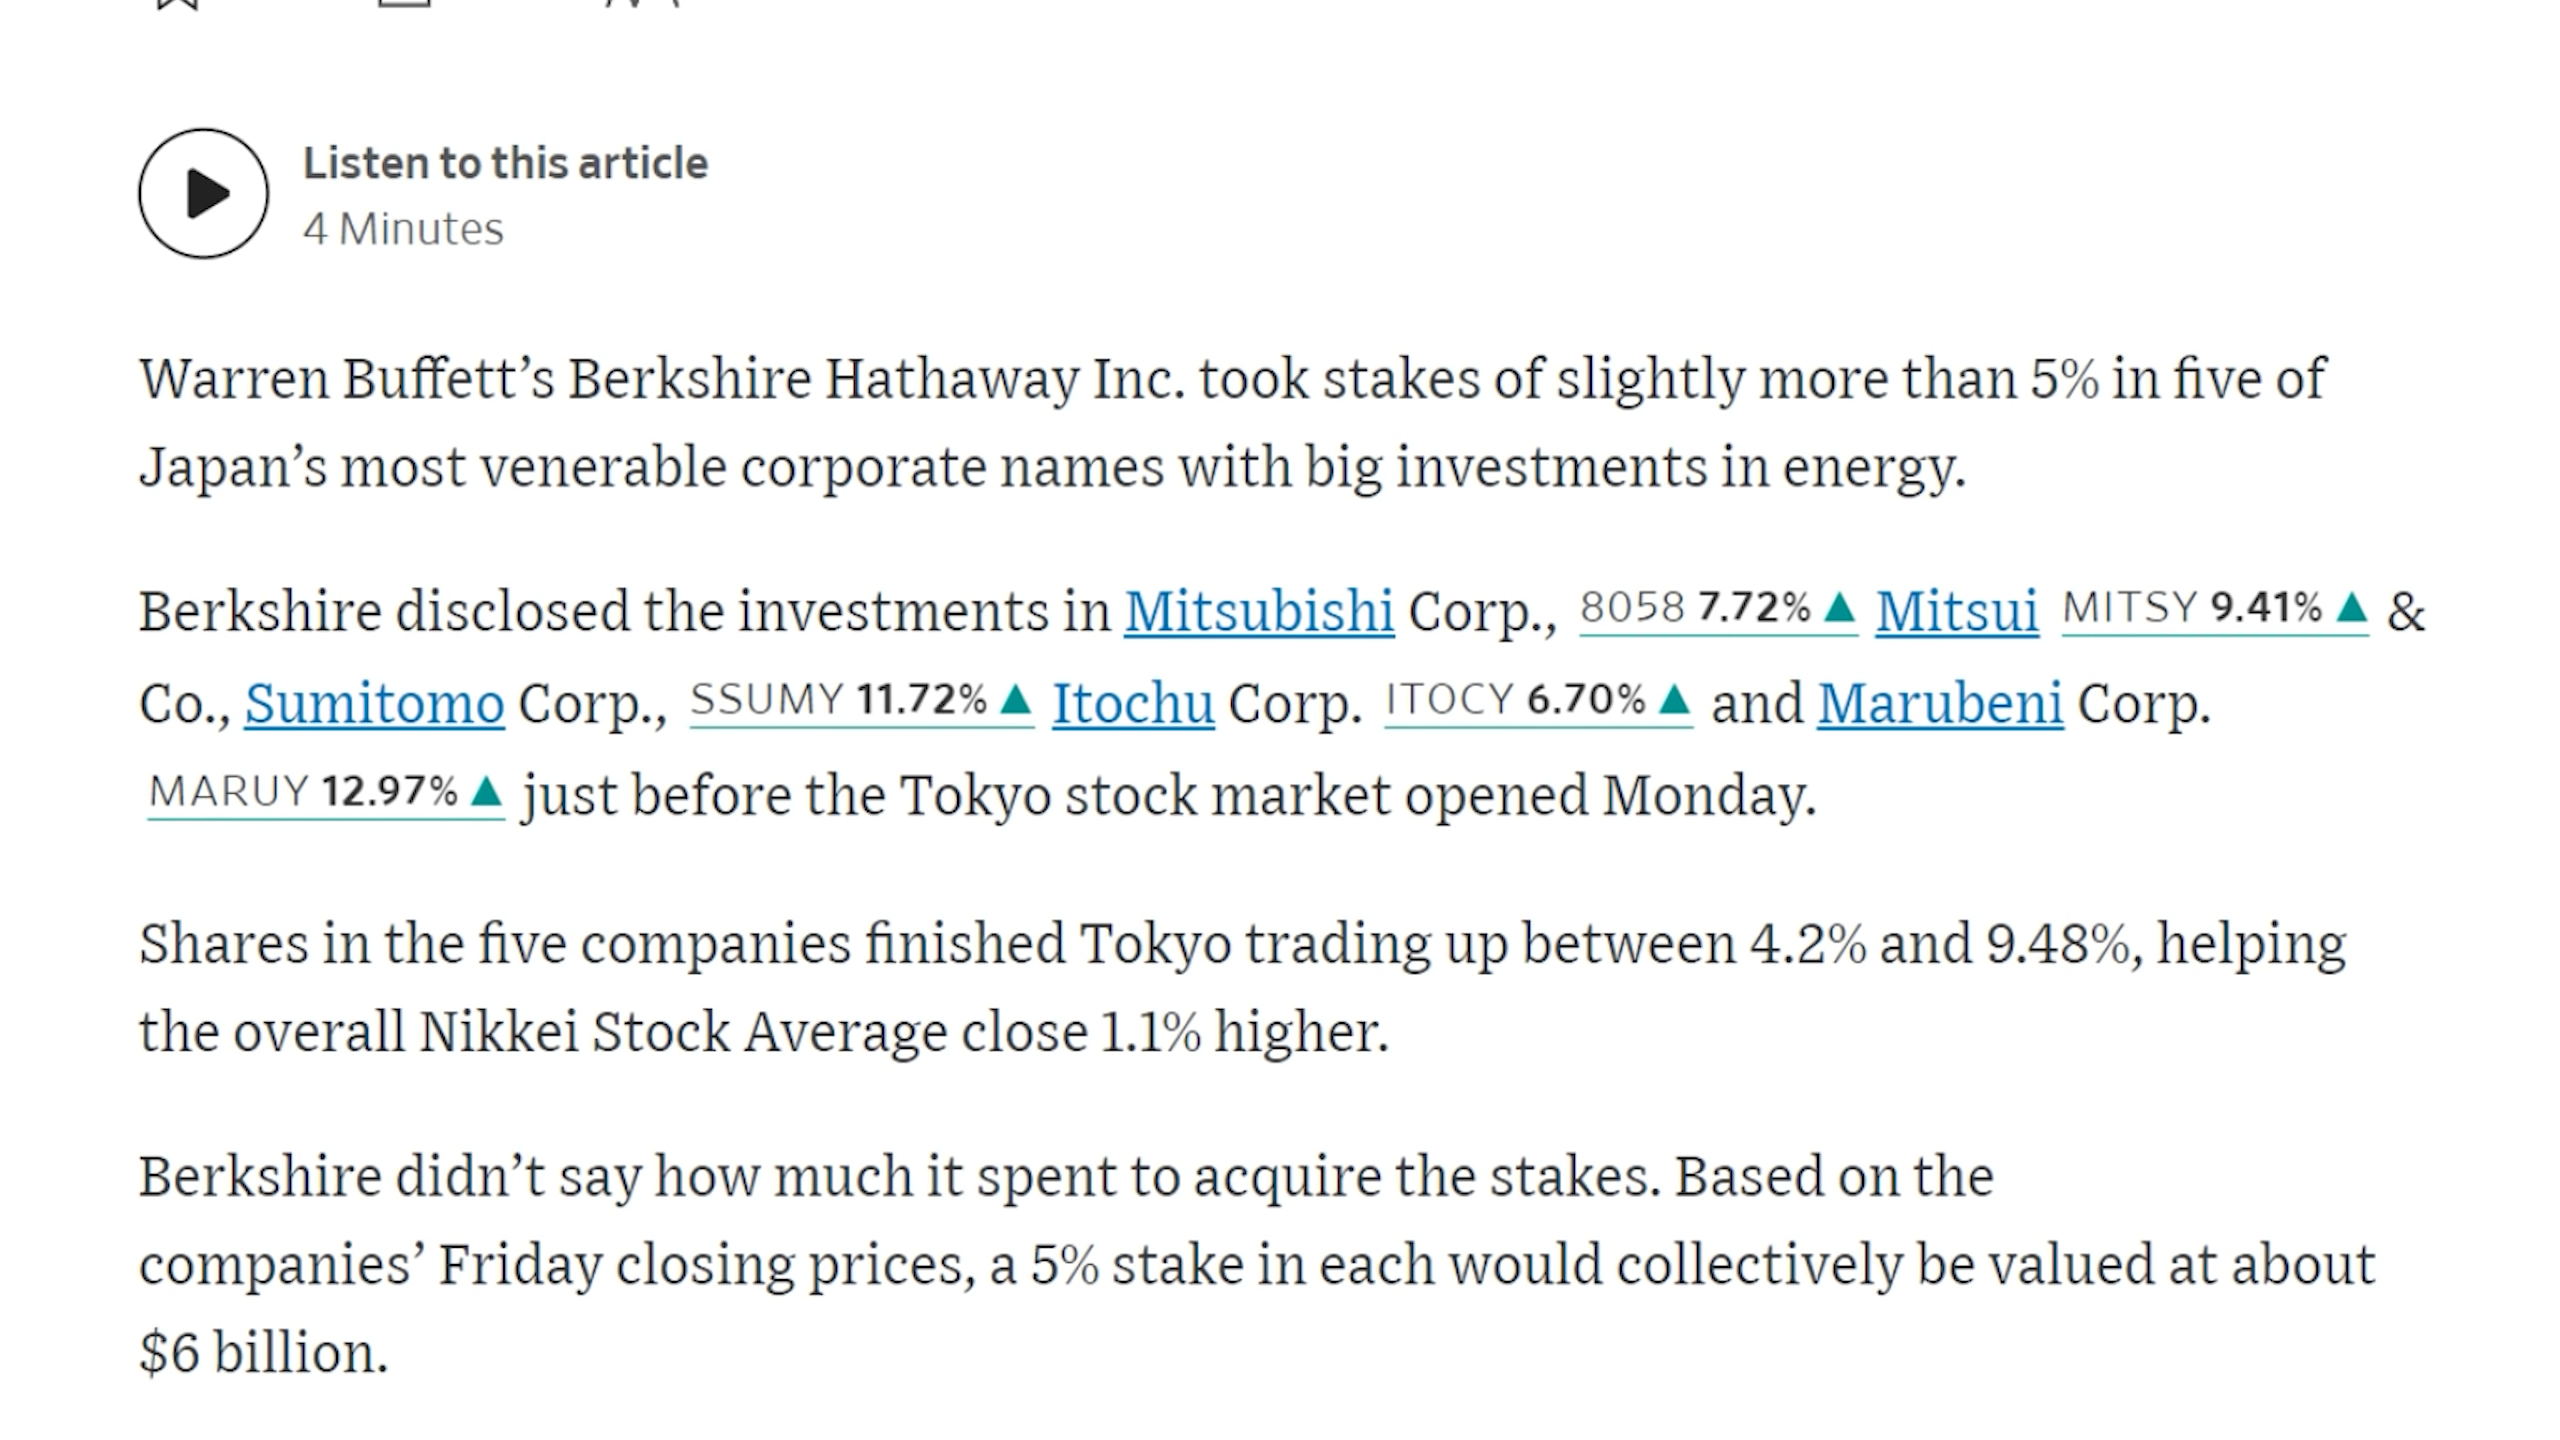 Listen to this article
4 Minutes
Warren Buffett’s Berkshire Hathaway Inc. took stakes of slightly more than 5% in five of
Japan’s most venerable corporate names with big investments in energy.
Berkshire disclosed the investments in Mitsubishi Corp., 8058 7.72% ▲ Mitsui MITSY 9.41% ▲ &
Co., Sumitomo Corp., SSUMY 11.72% ▲ Itochu Corp. ITOCY 6.70% ▲ and Marubeni Corp.
MARUY 12.97% ▲ just before the Tokyo stock market opened Monday.
Shares in the five companies finished Tokyo trading up between 4.2% and 9.48%, helping
the overall Nikkei Stock Average close 1.1% higher.
Berkshire didn’t say how much it spent to acquire the stakes. Based on the
companies’ Friday closing prices, a 5% stake in each would collectively be valued at about
$6 billion.